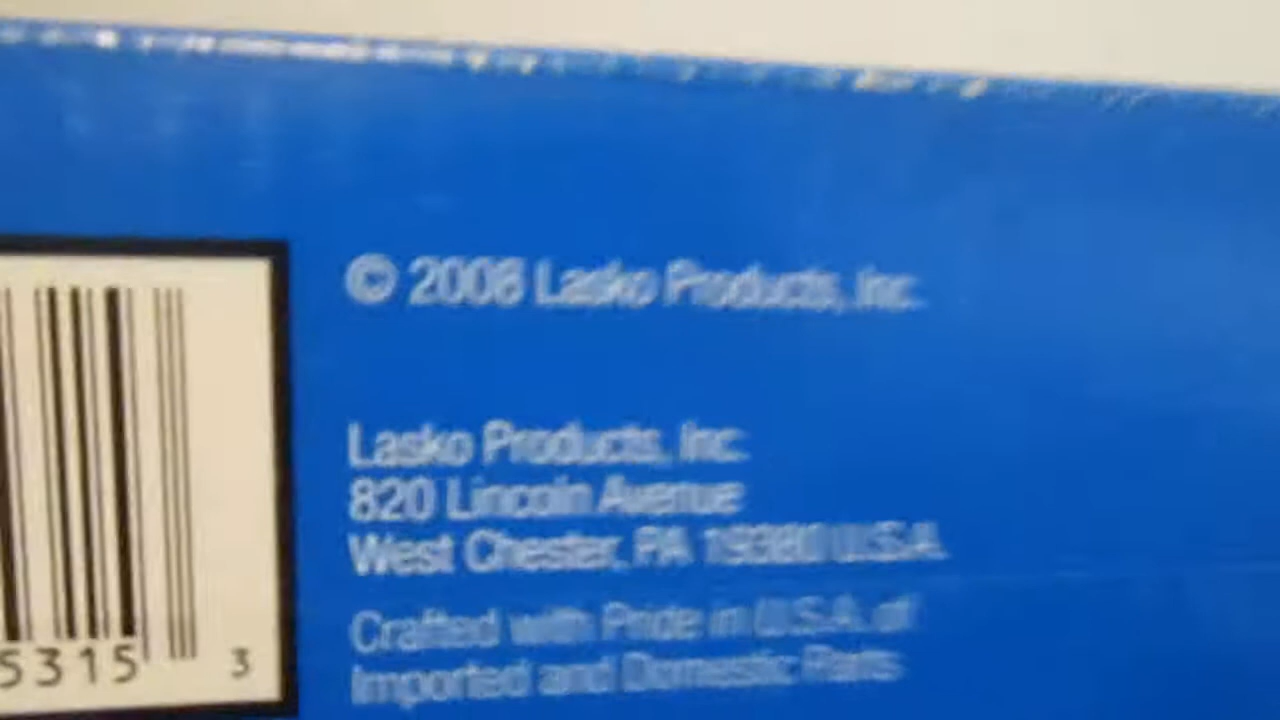 © 2008 Lasko Products, Inc.
Lasko Products, Inc.
820 Lincoln Avenue
West Chester, PA 19380 U.S.A.
Crafted with Pride in U.S.A. of
Imported and Domestic Parts
5315 3